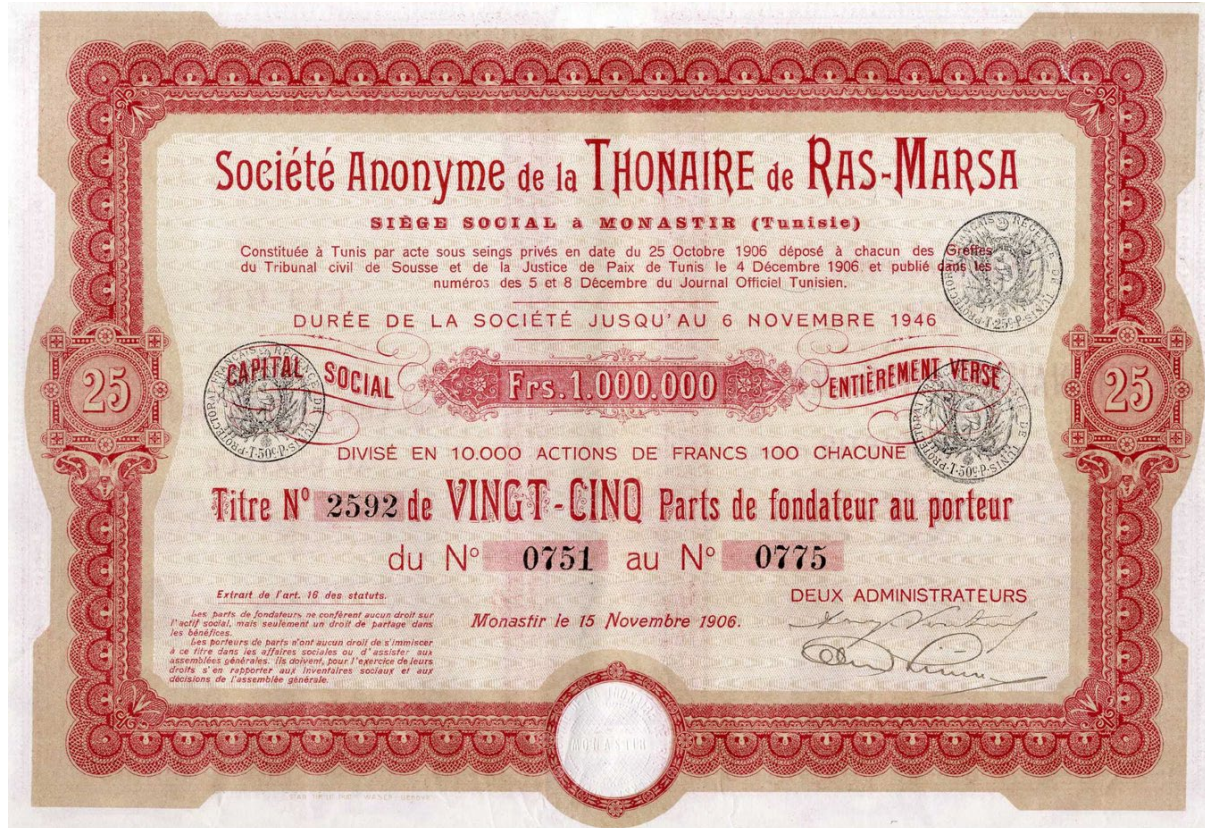 Société Anonyme de la THONAIRE de RAS-MARSA
SIÈGE SOCIAL à MONASTIR (Tunisie)
Constituée à Tunis par acte sous seings privés en date du 25 Octobre 1906 déposé à chacun des Greffes
du Tribunal civil de Sousse et de la Justice de Paix de Tunis le 4 Décembre 1906 et publié dans les
numéros des 5 et 8 Décembre du Journal Officiel Tunisien.
DURÉE DE LA SOCIÉTÉ JUSQU'AU 6 NOVEMBRE 1946
CAPITAL SOCIAL Frs. 1.000.000 ENTIÈREMENT VERSÉ
25
25
DIVISÉ EN 10.000 ACTIONS DE FRANCS 100 CHACUNE
Titre Nº 2592 de VINGT-CINQ Parts de fondateur au porteur
du Nº 0751 au Nº 0775
Extrait de l'art. 16 des statuts.
Les parts de fondateurs ne confèrent aucun droit sur
l'actif social, mais seulement un droit de partage dans
les bénéfices.
Les porteurs de parts n'ont aucun droit de s'immiscer
à ce titre dans les affaires sociales ou d'assister aux
assemblées générales. Ils doivent, pour l'exercice de leurs
droits s'en rapporter aux inventaires sociaux et aux
décisions de l'assemblée générale.
Monastir le 15 Novembre 1906.
DEUX ADMINISTRATEURS
MONASTIR